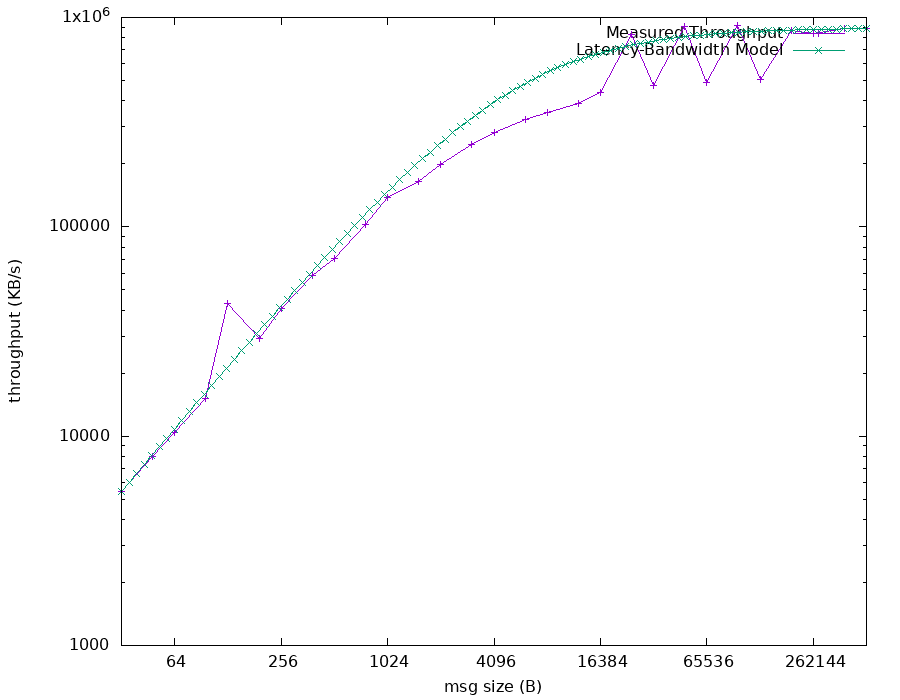 1x10^6
Measured Throughput
Latency-Bandwidth Model
100000
throughput (KB/s)
10000
1000
64 256 1024 4096 16384 65536 262144
msg size (B)